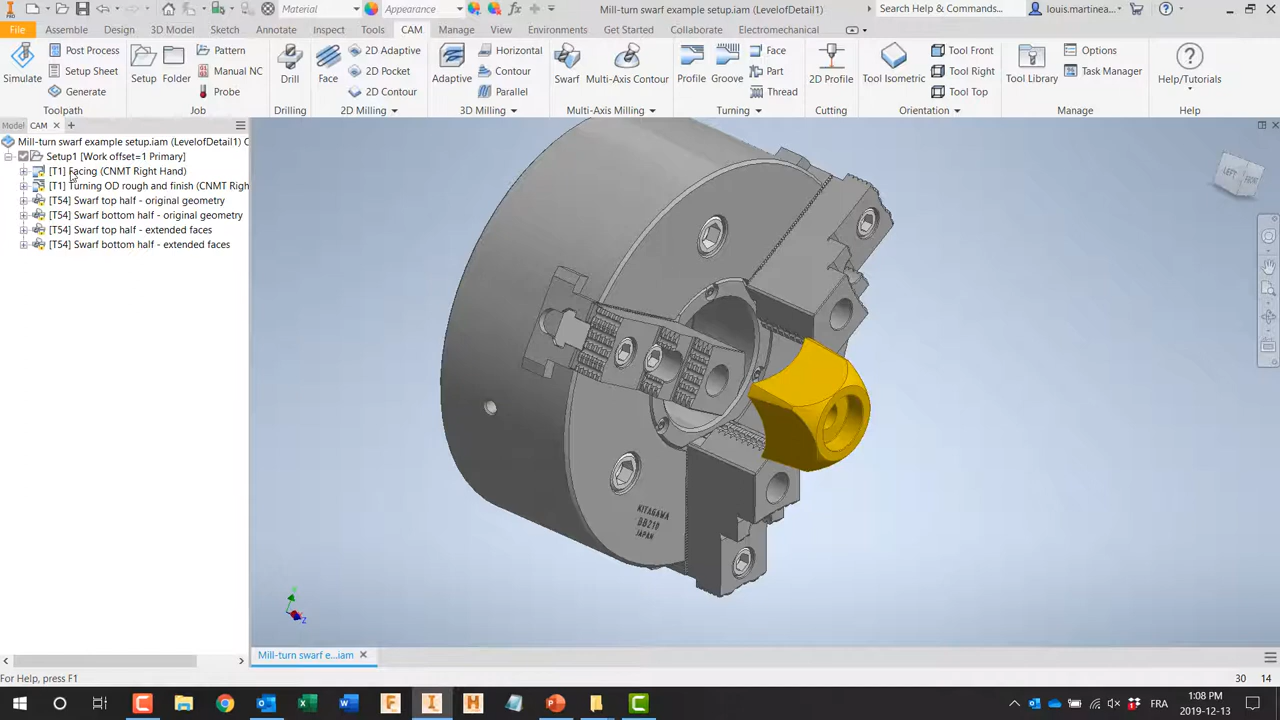 Material
Appearance
Mill-turn swarf example setup.iam (LevelofDetail1)
Search Help & Commands...
louis.martinea...
File
Assemble
Design
3D Model
Sketch
Annotate
Inspect
Tools
CAM
Manage
View
Environments
Get Started
Collaborate
Electromechanical
Simulate
Post Process
Setup Sheet
Generate
Setup
Folder
Pattern
Manual NC
Probe
Drill
Face
2D Adaptive
2D Pocket
2D Contour
Adaptive
Horizontal
Contour
Parallel
Swarf
Multi-Axis Contour
Profile
Groove
Face
Part
Thread
2D Profile
Tool Isometric
Tool Front
Tool Right
Tool Top
Tool Library
Options
Task Manager
Help/Tutorials
Toolpath
Job
Drilling
2D Milling
3D Milling
Multi-Axis Milling
Turning
Cutting
Orientation
Manage
Help
Model
CAM
Mill-turn swarf example setup.iam (LevelofDetail1) C
Setup1 [Work offset=1 Primary]
[T1] Facing (CNMT Right Hand)
[T1] Turning OD rough and finish (CNMT Righ
[T54] Swarf top half - original geometry
[T54] Swarf bottom half - original geometry
[T54] Swarf top half - extended faces
[T54] Swarf bottom half - extended faces
LEFT
FRONT
KITAGAWA
BB210
JAPAN
Z
Mill-turn swarf e...iam
For Help, press F1
30
14
FRA
1:08 PM
2019-12-13